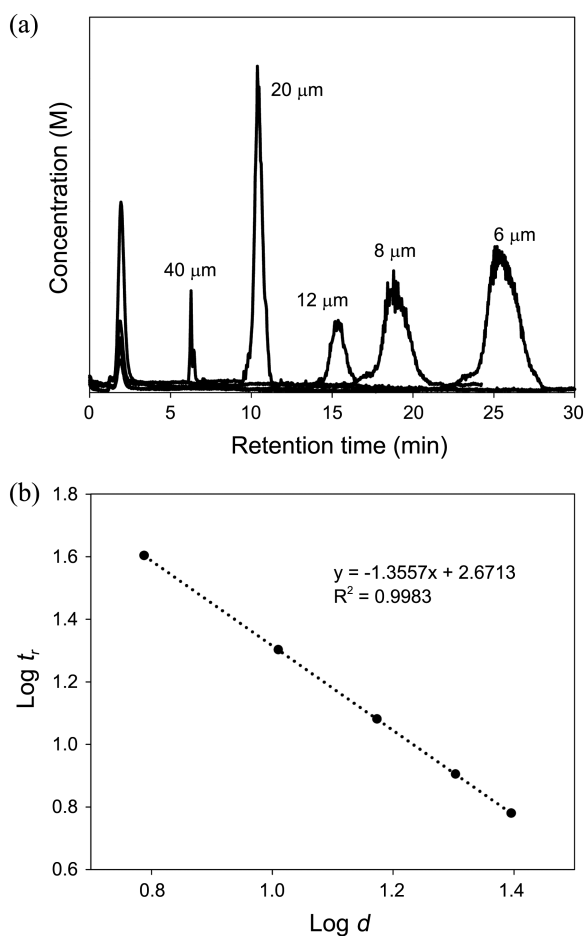 (a)
Concentration (M)
20 μm
40 μm
12 μm
8 μm
6 μm
0 5 10 15 20 25 30
Retention time (min)
(b)
Log tᵣ
1.8
1.6
1.4
1.2
1.0
0.8
0.6
y = -1.3557x + 2.6713
R² = 0.9983
0.8 1.0 1.2 1.4
Log d